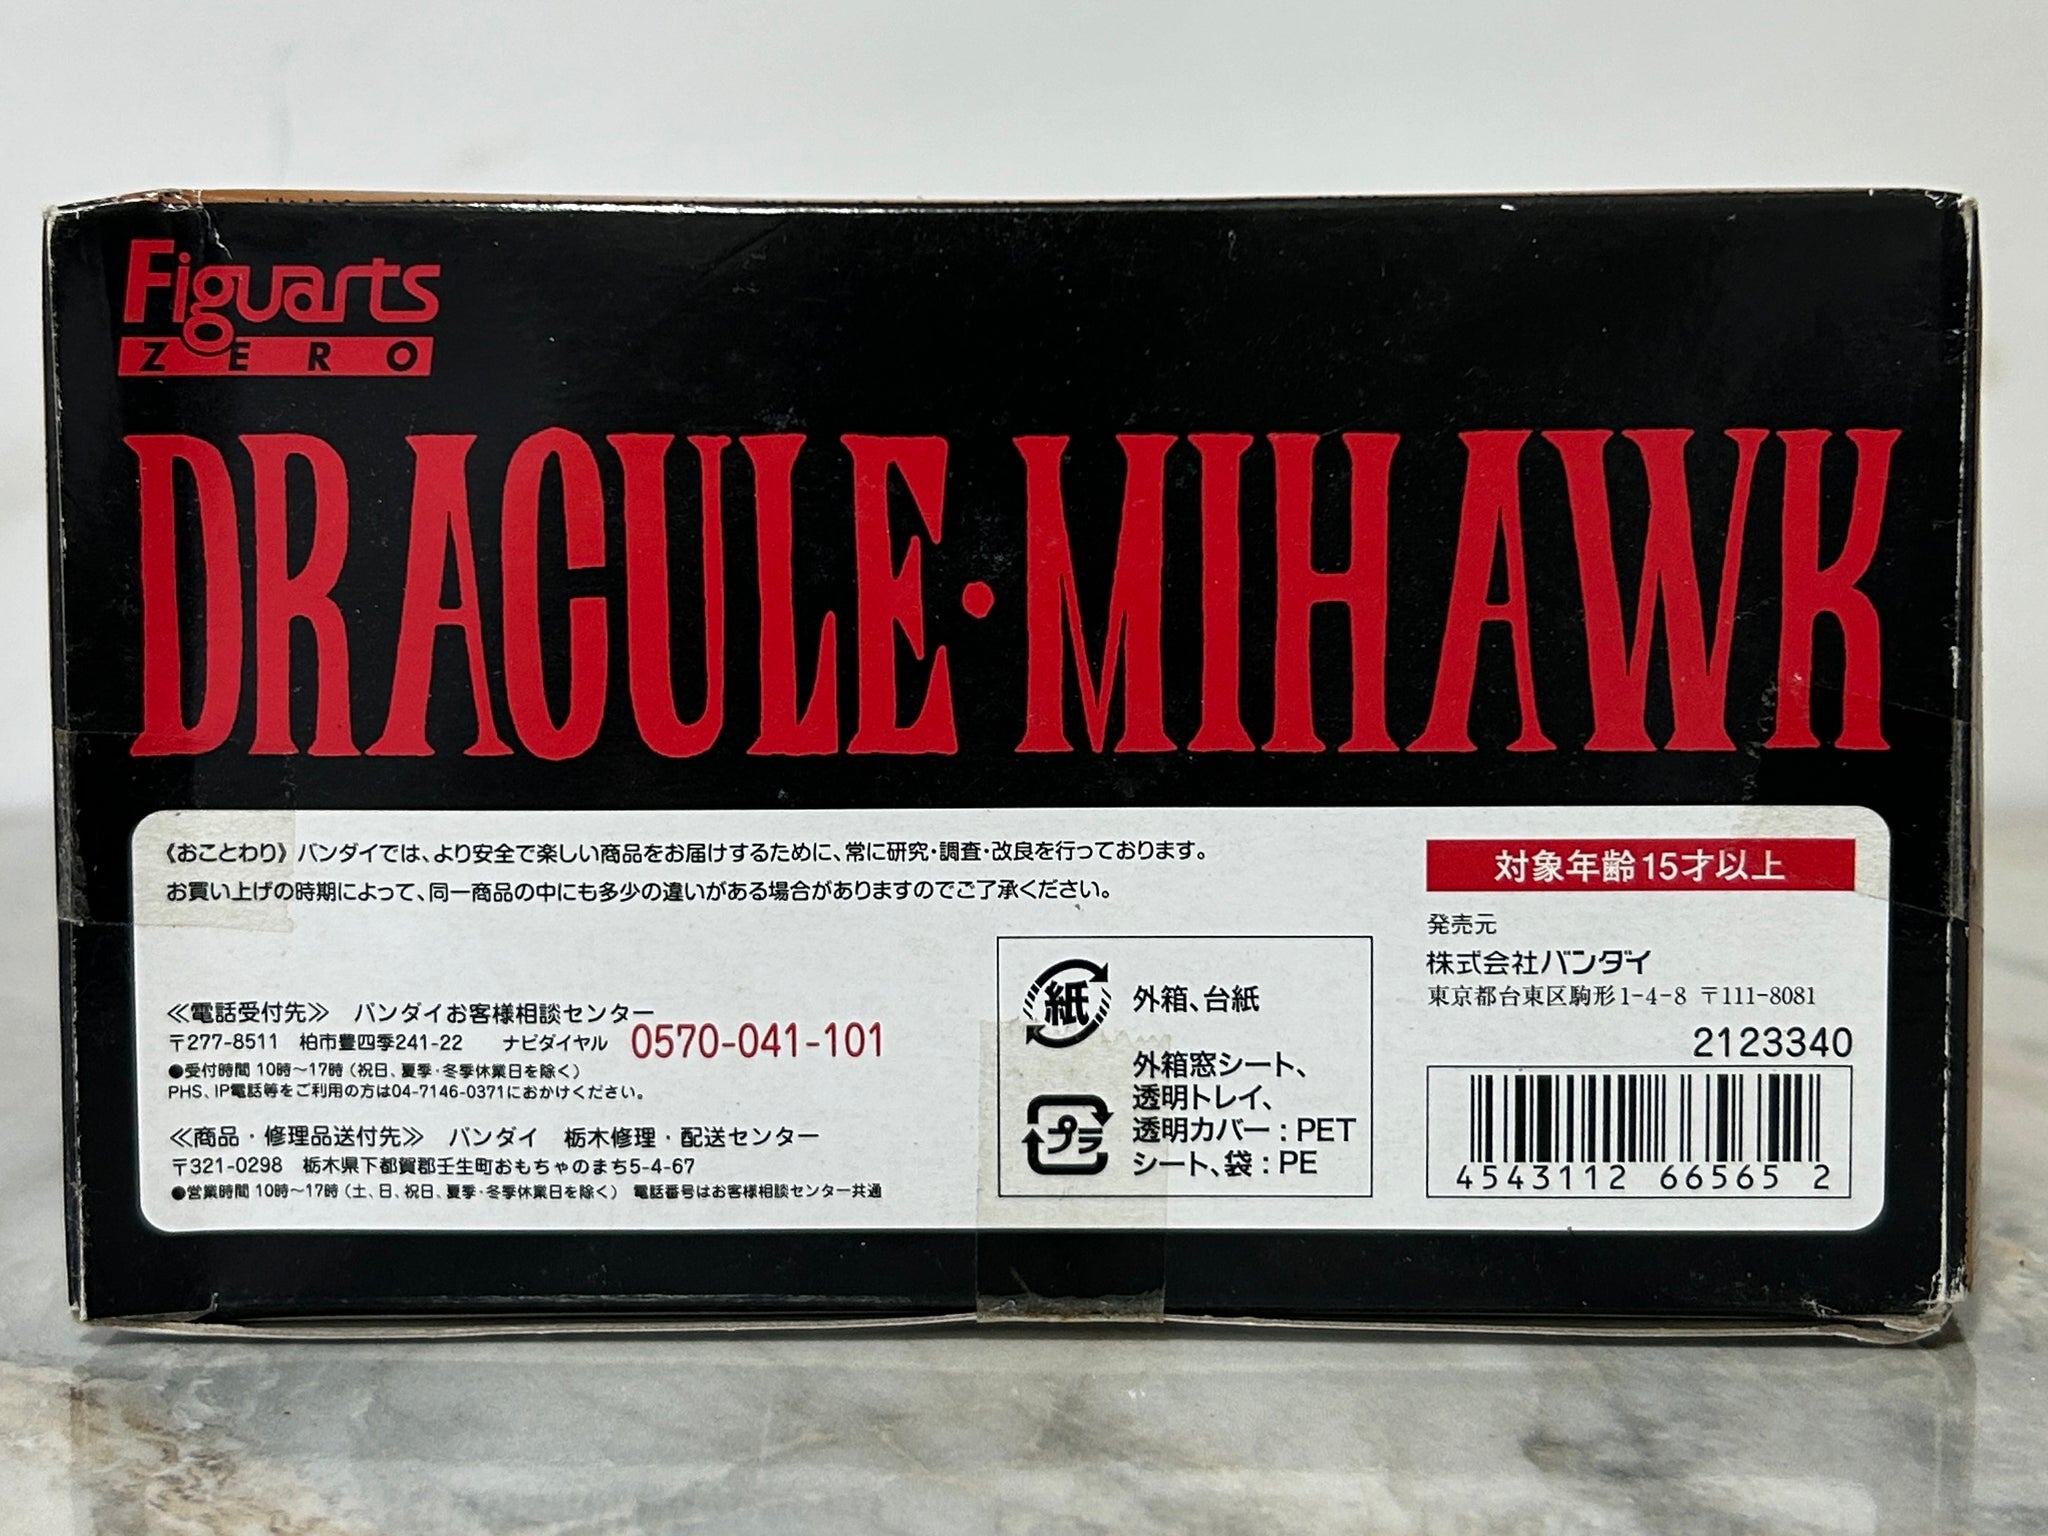 Figuarts
ZERO
DRACULE・MIHAWK
《おことわり》バンダイでは、より安全で楽しい商品をお届けするために、常に研究・調査・改良を行っております。
お買い上げの時期によって、同一商品の中にも多少の違いがある場合がありますのでご了承ください。
≪電話受付先≫ バンダイお客様相談センター
〒277-8511 柏市豊四季241-22 ナビダイヤル 0570-041-101
●受付時間 10時〜17時（祝日、夏季・冬季休業日を除く）
PHS、IP電話等をご利用の方は04-7146-0371におかけください。
≪商品・修理品送付先≫ バンダイ 栃木修理・配送センター
〒321-0298 栃木県下都賀郡壬生町おもちゃのまち5-4-67
●営業時間 10時〜17時（土、日、祝日、夏季・冬季休業日を除く） 電話番号はお客様相談センター共通
紙 外箱、台紙
外箱窓シート、
透明トレイ、
プラ 透明カバー：PET
シート、袋：PE
対象年齢15才以上
発売元
株式会社バンダイ
東京都台東区駒形1-4-8 〒111-8081
2123340
4543112 66565 2